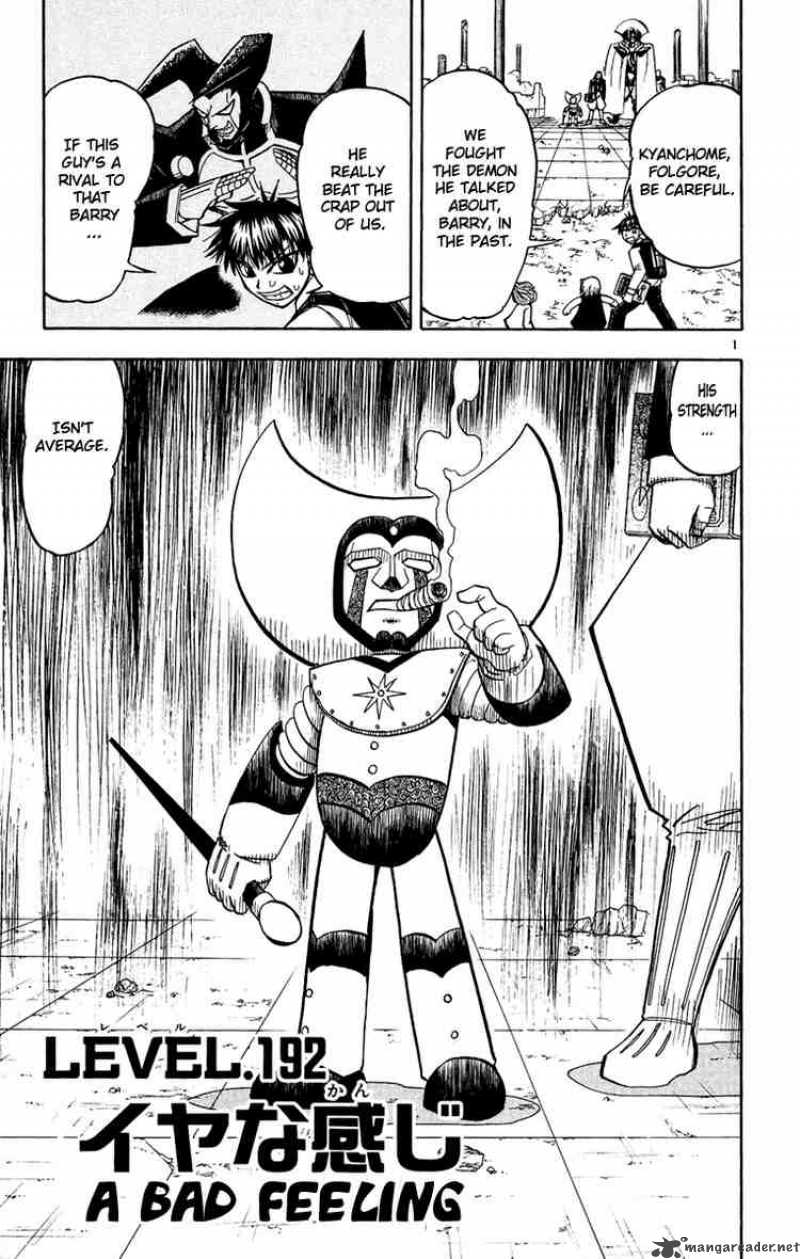 KYANCHOME,
FOLGORE,
BE CAREFUL.
WE
FOUGHT
THE DEMON
HE TALKED
ABOUT,
BARRY, IN
THE PAST.
HE
REALLY
BEAT THE
CRAP OUT
OF US.
IF THIS
GUY'S A
RIVAL TO
THAT
BARRY
...
1
HIS
STRENGTH
...
ISN'T
AVERAGE.
レベル
LEVEL.192
かん
イヤな感じ
A BAD FEELING
mangareader.net